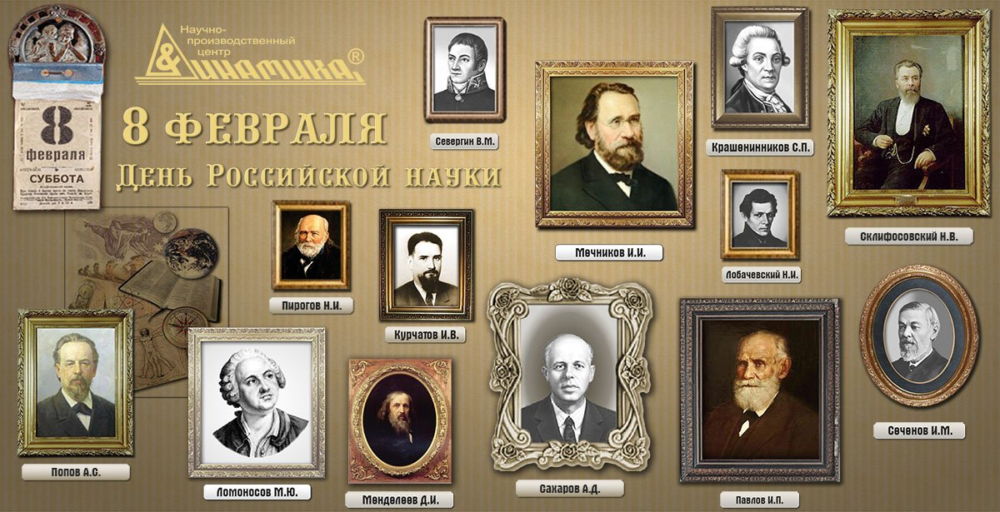 Научно-
производственный
центр
ДИНАМИКА®
8
февраля
СУББОТА
8 ФЕВРАЛЯ
День Российской науки
Севергин В.М.
Мечников И.И.
Крашенинников С.П.
Склифосовский Н.В.
Лобачевский Н.И.
Пирогов Н.И.
Курчатов И.В.
Попов А.С.
Ломоносов М.Ю.
Менделеев Д.И.
Сахаров А.Д.
Павлов И.П.
Сеченов И.М.